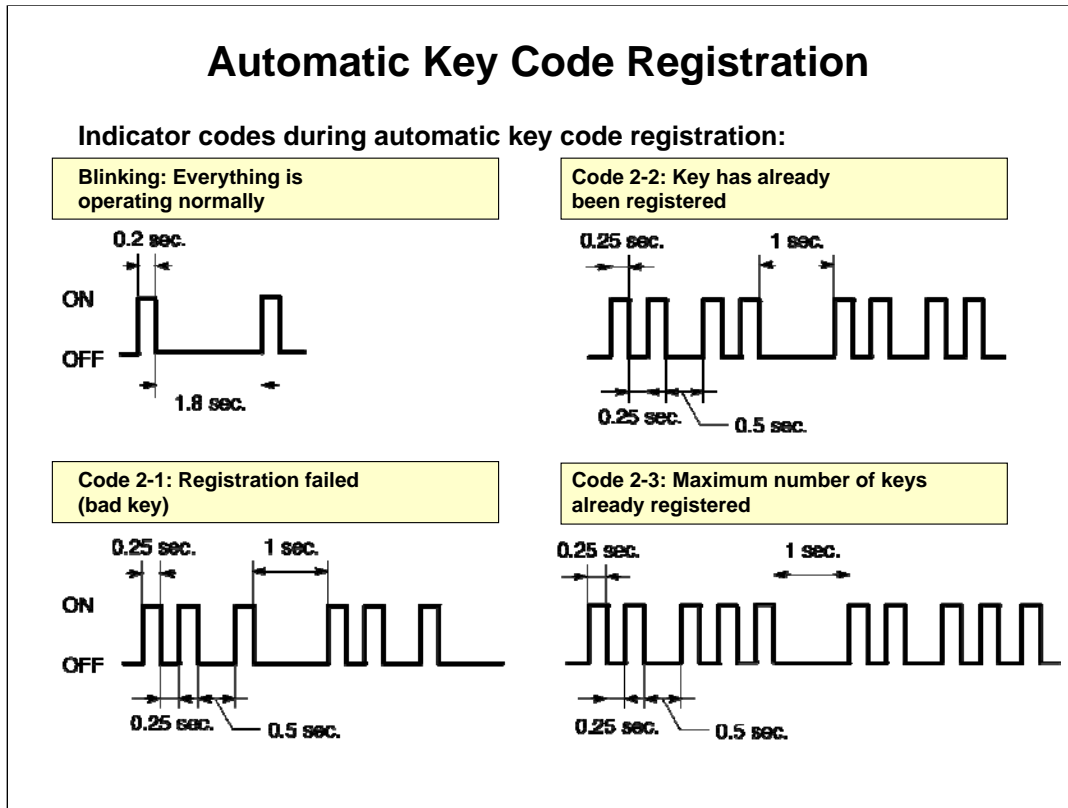 Automatic Key Code Registration
Indicator codes during automatic key code registration:
Blinking: Everything is
operating normally
0.2 sec.
ON
OFF
1.8 sec.
Code 2-2: Key has already
been registered
0.25 sec.
1 sec.
0.25 sec.
0.5 sec.
Code 2-1: Registration failed
(bad key)
0.25 sec.
1 sec.
ON
OFF
0.25 sec.
0.5 sec.
Code 2-3: Maximum number of keys
already registered
0.25 sec.
1 sec.
0.25 sec.
0.5 sec.